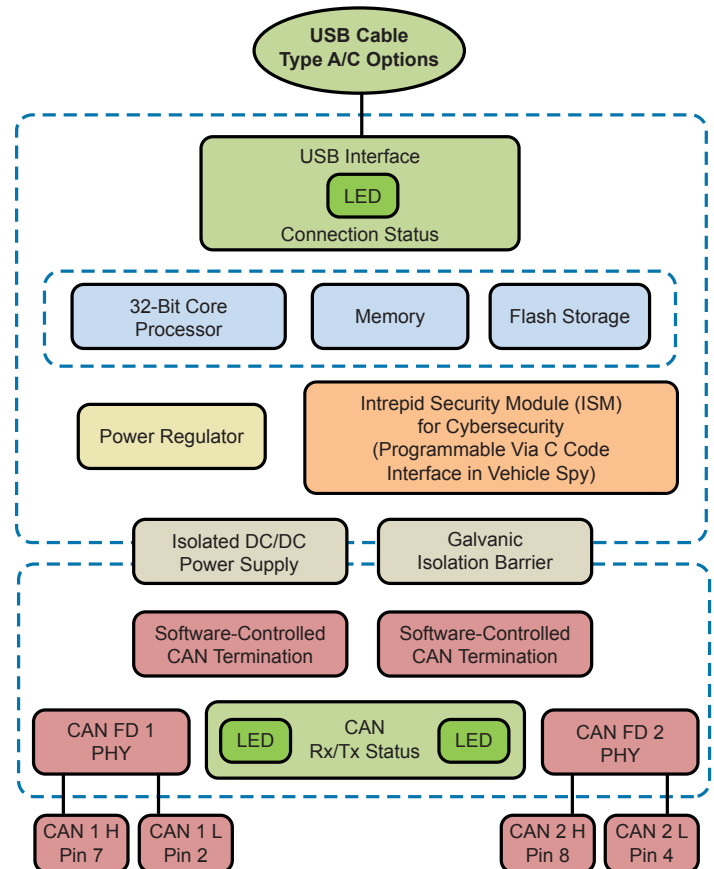 USB Cable
Type A/C Options
USB Interface
LED
Connection Status
32-Bit Core
Processor
Memory
Flash Storage
Power Regulator
Intrepid Security Module (ISM)
for Cybersecurity
(Programmable Via C Code
Interface in Vehicle Spy)
Isolated DC/DC
Power Supply
Galvanic
Isolation Barrier
Software-Controlled
CAN Termination
Software-Controlled
CAN Termination
CAN FD 1
PHY
LED
CAN
Rx/Tx Status
LED
CAN FD 2
PHY
CAN 1 H
Pin 7
CAN 1 L
Pin 2
CAN 2 H
Pin 8
CAN 2 L
Pin 4